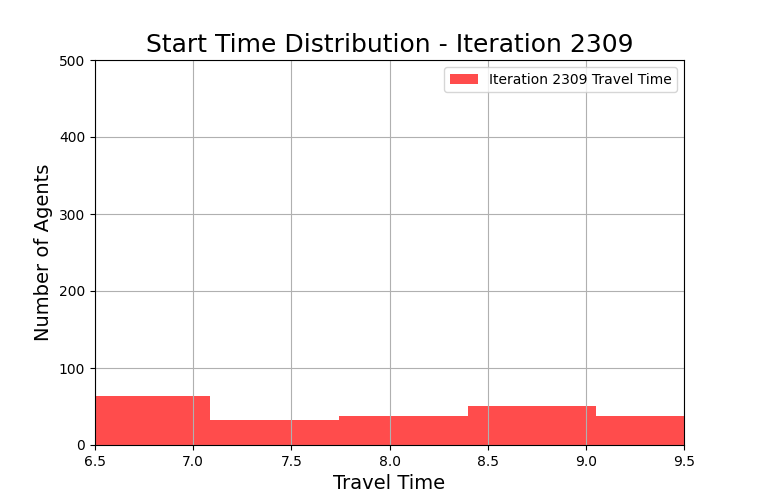 Start Time Distribution - Iteration 2309
500
Iteration 2309 Travel Time
400
300
200
100
0
Number of Agents
6.5 7.0 7.5 8.0 8.5 9.0 9.5
Travel Time